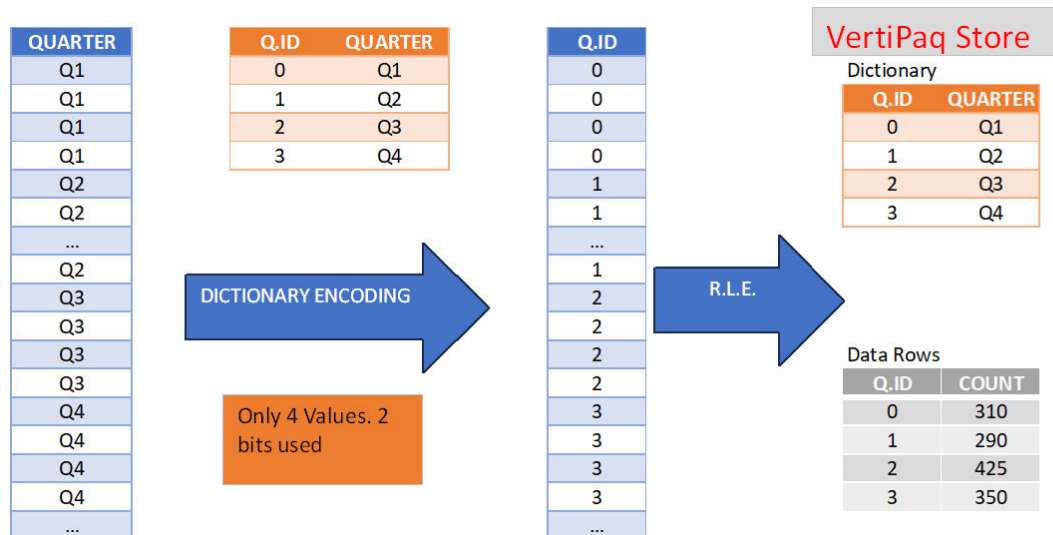 QUARTER
Q1
Q1
Q1
Q1
Q2
Q2
...
Q2
Q3
Q3
Q3
Q3
Q4
Q4
Q4
Q4
...
Q.ID QUARTER
0 Q1
1 Q2
2 Q3
3 Q4
DICTIONARY ENCODING
Only 4 Values. 2
bits used
Q.ID
0
0
0
0
1
1
...
1
2
2
2
2
3
3
3
3
...
R.L.E.
VertiPaq Store
Dictionary
Q.ID QUARTER
0 Q1
1 Q2
2 Q3
3 Q4
Data Rows
Q.ID COUNT
0 310
1 290
2 425
3 350